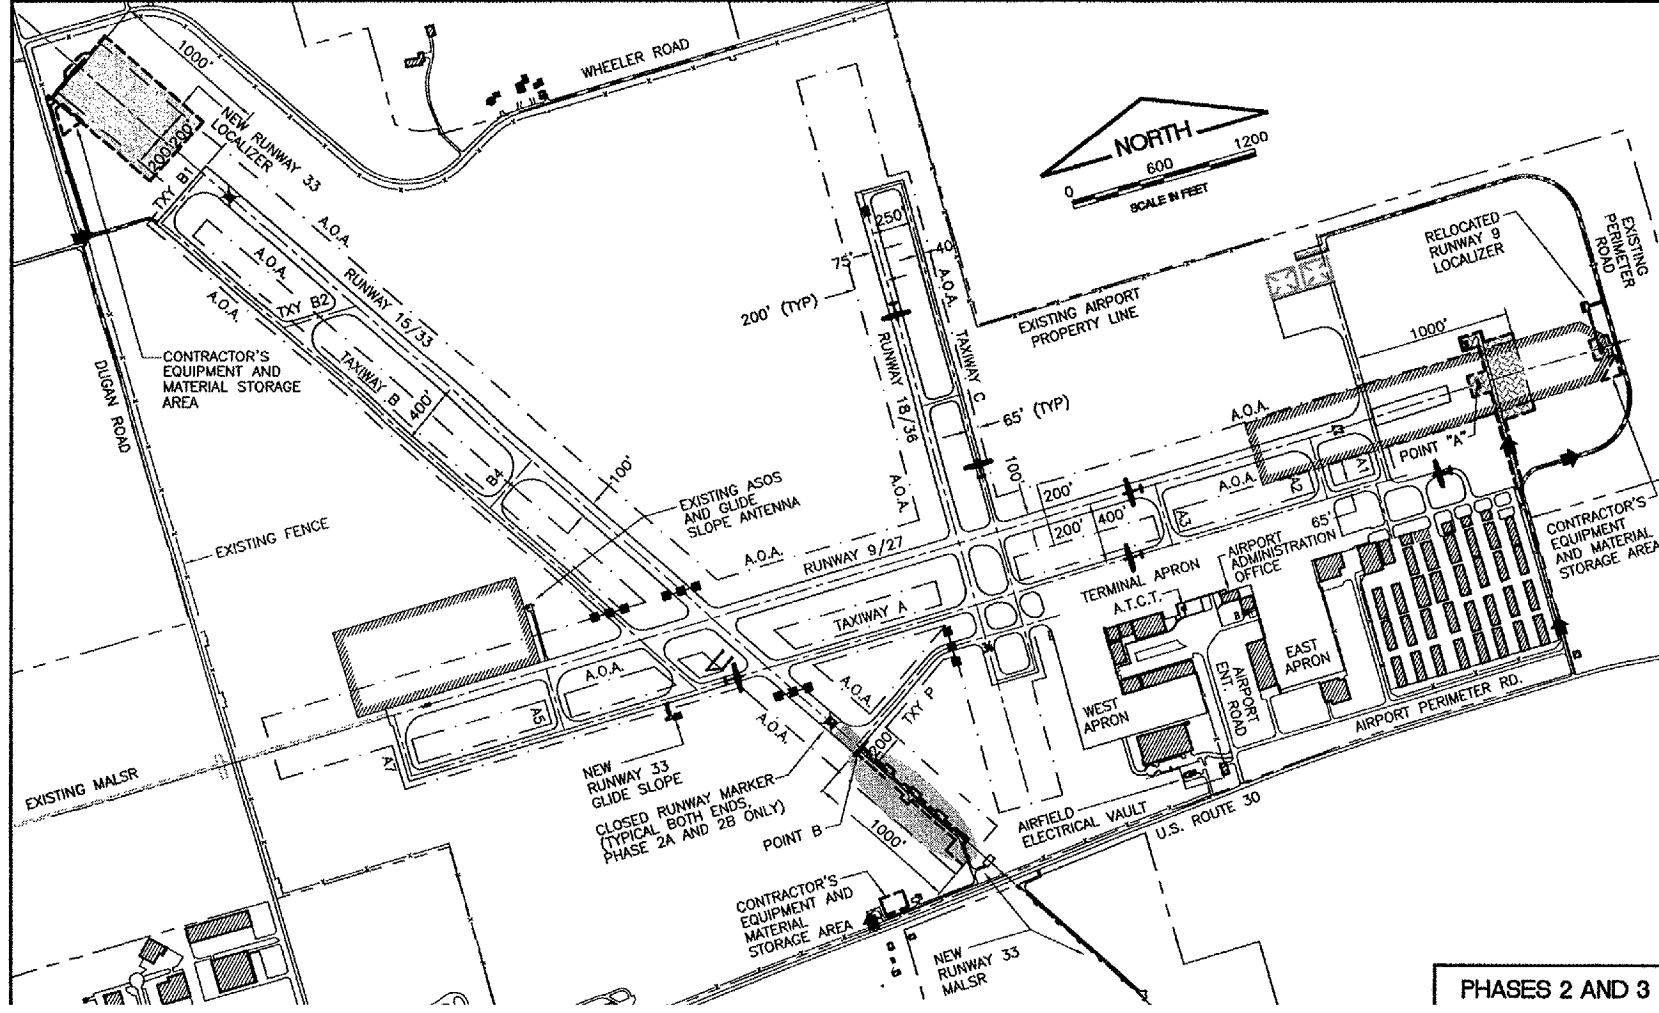 1000'
WHEELER ROAD
NORTH
0 600 1200
SCALE IN FEET
NEW RUNWAY 33
LOCALIZER
200'
200'
TXY B1
A.O.A.
A.O.A.
A.O.A.
RUNWAY 15/33
TXY B2
TAXIWAY B
400'
B4
100'
DUGAN ROAD
CONTRACTOR'S
EQUIPMENT AND
MATERIAL STORAGE
AREA
250'
75'
40'
200' (TYP)
A.O.A.
TAXIWAY C
RUNWAY 18/36
65' (TYP)
A.O.A.
100'
EXISTING AIRPORT
PROPERTY LINE
RELOCATED
RUNWAY 9
LOCALIZER
EXISTING
PERIMETER
ROAD
1000'
A.O.A.
POINT "A"
A1
A2
A3
A.O.A.
200'
200'
400'
65'
EXISTING ASOS
AND GLIDE
SLOPE ANTENNA
EXISTING FENCE
A.O.A.
RUNWAY 9/27
TAXIWAY A
TERMINAL APRON
A.T.C.T.
AIRPORT
ADMINISTRATION
OFFICE
CONTRACTOR'S
EQUIPMENT
AND MATERIAL
STORAGE AREA
EAST
APRON
WEST
APRON
AIRPORT
ENT. ROAD
AIRPORT PERIMETER RD.
A.O.A.
A5
A7
A.O.A.
A.O.A.
TXY P
200'
EXISTING MALSR
NEW
RUNWAY 33
GLIDE SLOPE
CLOSED RUNWAY MARKER
(TYPICAL BOTH ENDS,
PHASE 2A AND 2B ONLY)
POINT B
1000'
AIRFIELD
ELECTRICAL VAULT
U.S. ROUTE 30
CONTRACTOR'S
EQUIPMENT AND
MATERIAL
STORAGE AREA
NEW
RUNWAY 33
MALSR
PHASES 2 AND 3